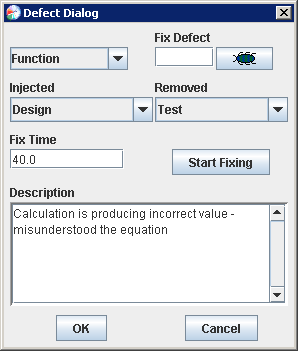 Defect Dialog
Fix Defect
Function
Injected
Removed
Design
Test
Fix Time
40.0
Start Fixing
Description
Calculation is producing incorrect value -
misunderstood the equation
OK
Cancel